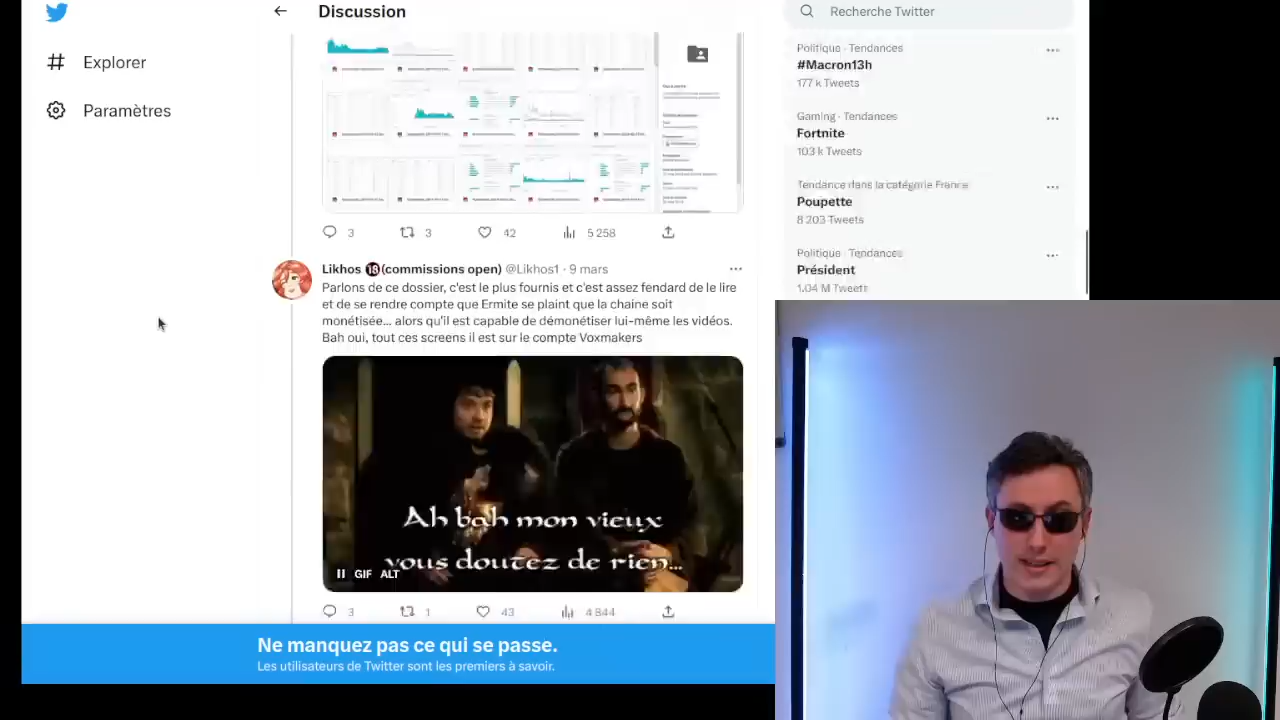 Explorer
Paramètres
Discussion
3 3 42 5 258
Likhos 🔞(commissions open) @Likhos1 · 9 mars
Parlons de ce dossier, c'est le plus fournis et c'est assez fendard de le lire
et de se rendre compte que Ermite se plaint que la chaine soit
monétisée... alors qu'il est capable de démonétiser lui-même les vidéos.
Bah oui, tout ces screens il est sur le compte Voxmakers
Ah bah mon vieux
vous doutez de rien...
GIF ALT
3 1 43 4 844
Ne manquez pas ce qui se passe.
Les utilisateurs de Twitter sont les premiers à savoir.
Recherche Twitter
Politique · Tendances
#Macron13h
177 k Tweets
Gaming · Tendances
Fortnite
103 k Tweets
Tendance dans la catégorie France
Poupette
8 203 Tweets
Politique · Tendances
Président
1,04 M Tweets